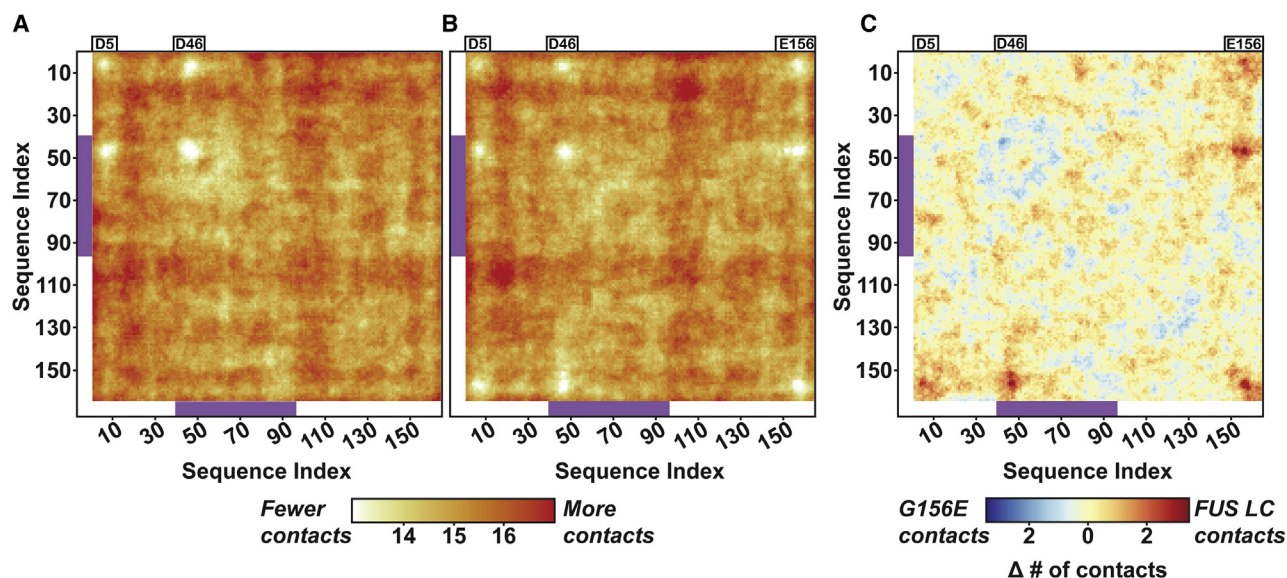 A
B
C
D5
D46
D5
D46
E156
D5
D46
E156
Sequence Index
10
30
50
70
90
110
130
150
10
30
50
70
90
110
130
150
Sequence Index
Sequence Index
10
30
50
70
90
110
130
150
10
30
50
70
90
110
130
150
Sequence Index
10
30
50
70
90
110
130
150
10 30 50 70 90 110 130 150
Sequence Index
Fewer
contacts
14 15 16
More
contacts
G156E
contacts
2 0 2
FUS LC
contacts
Δ # of contacts